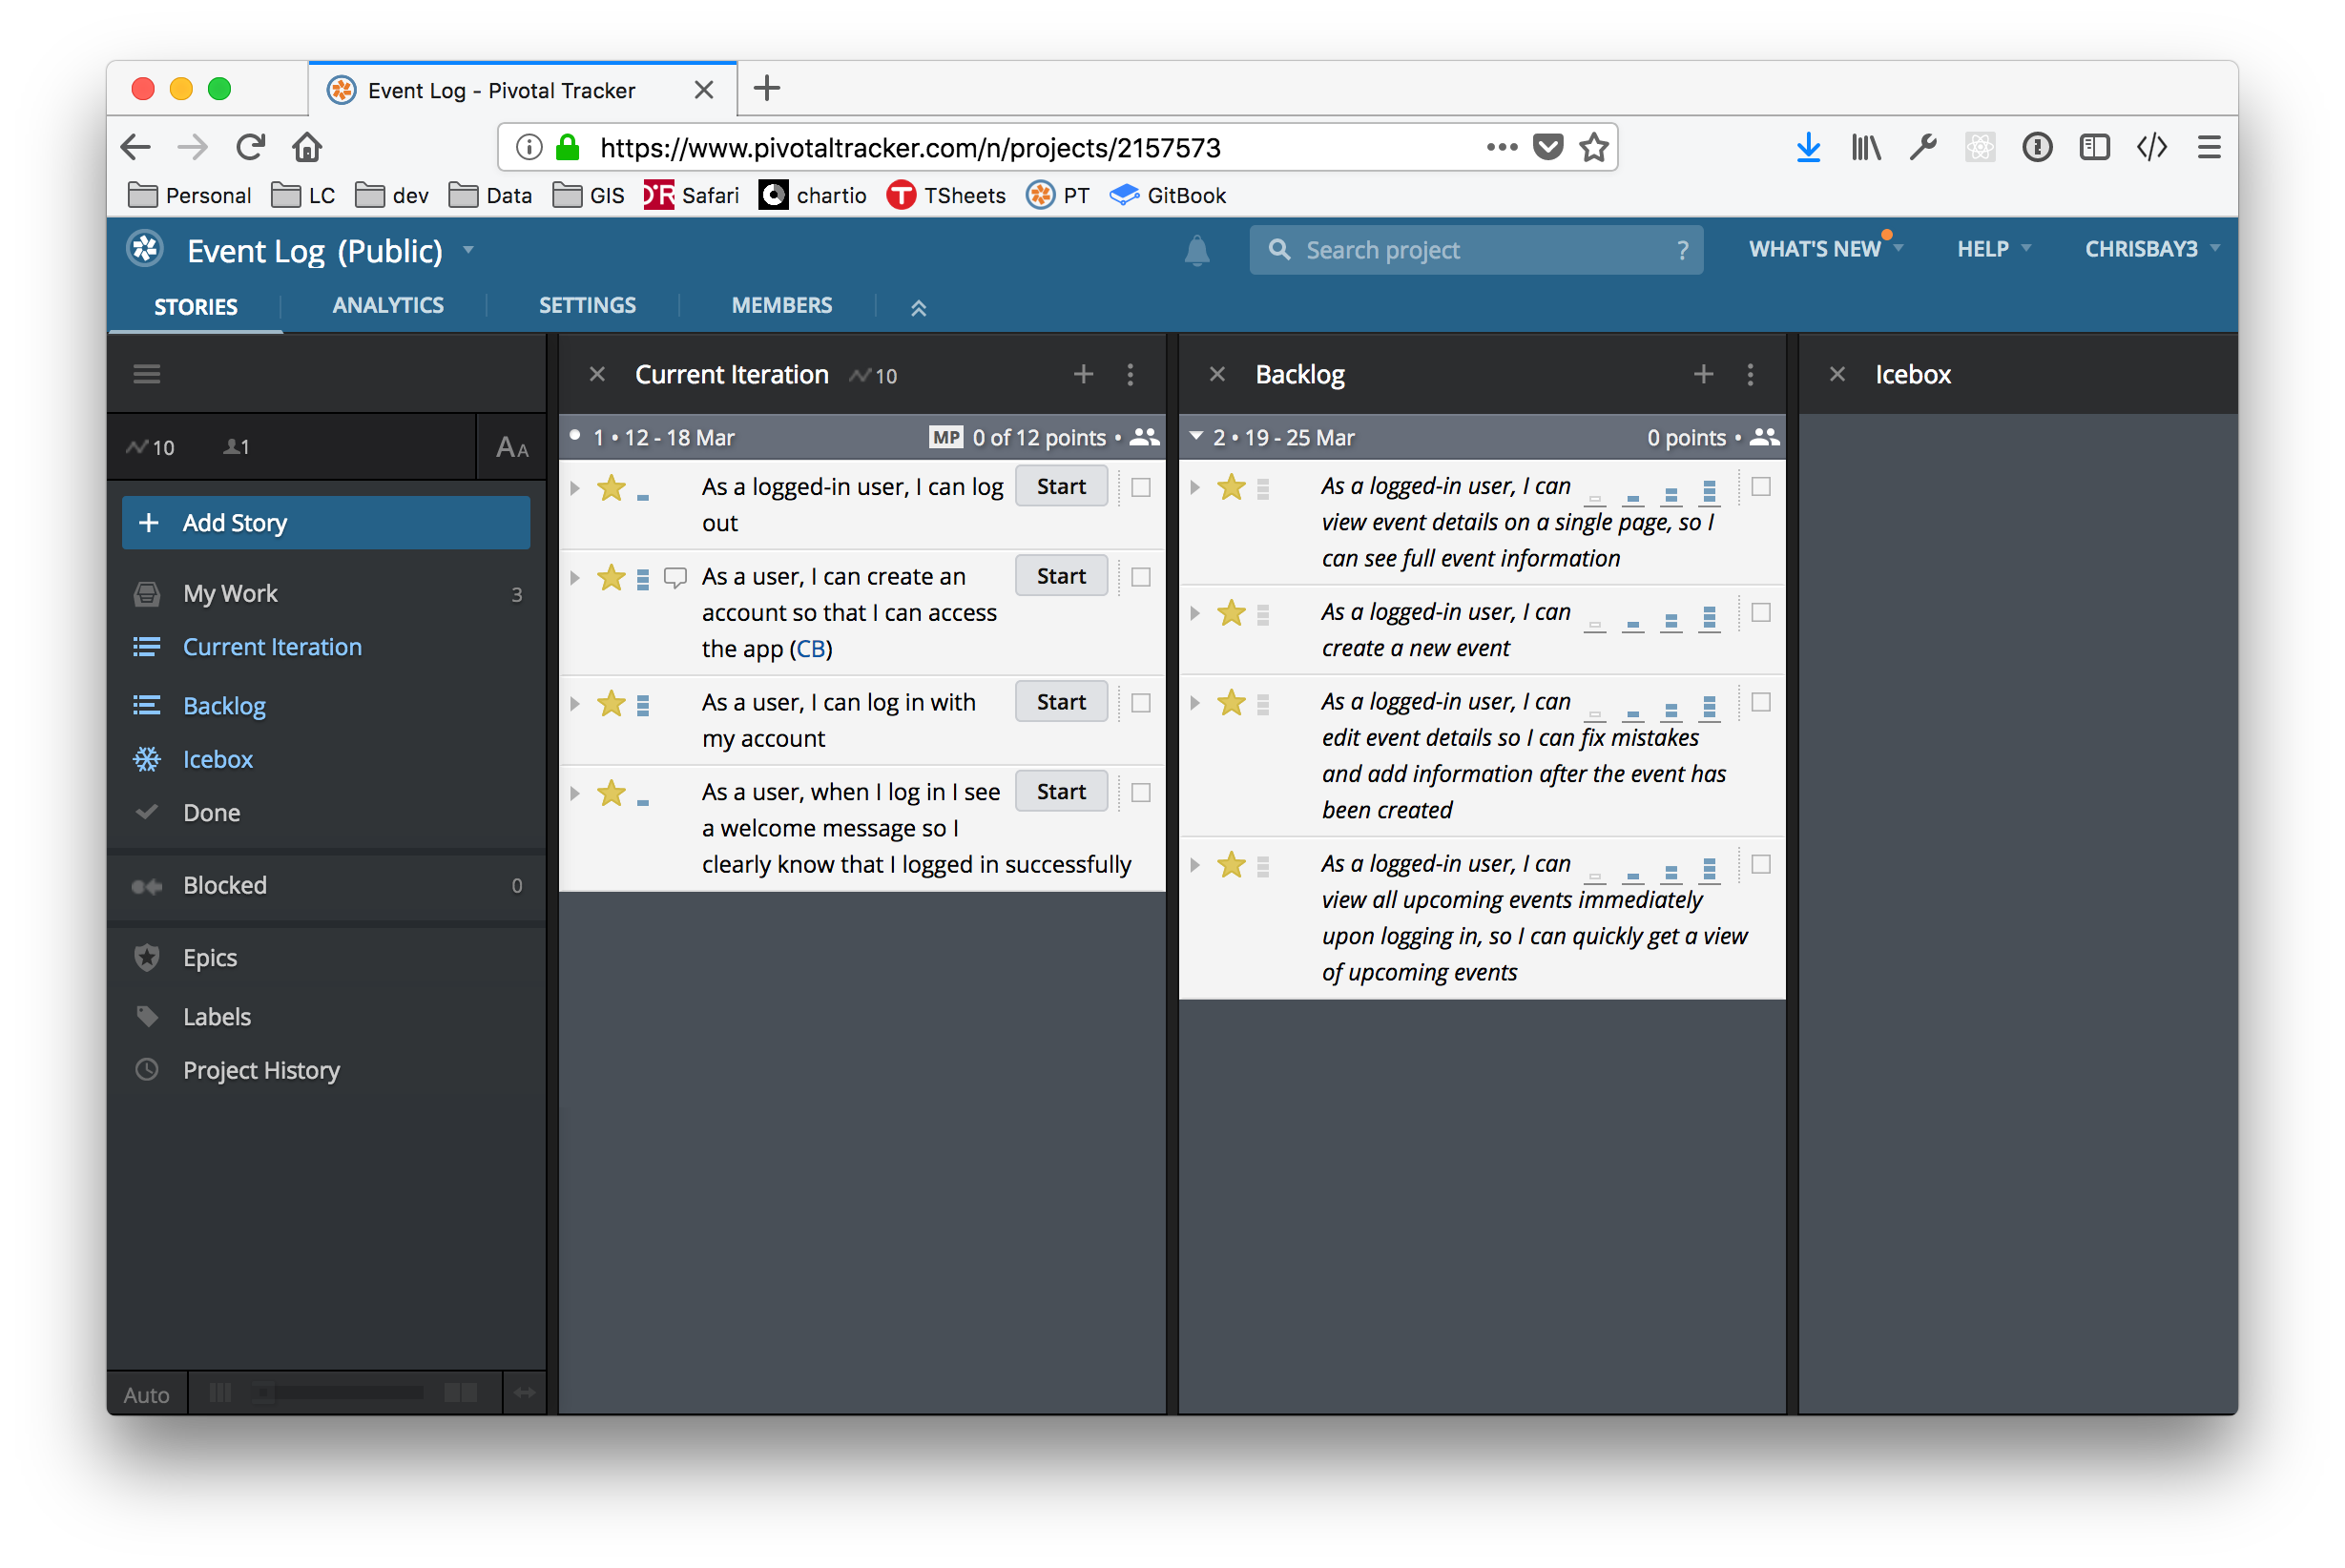 Event Log - Pivotal Tracker
https://www.pivotaltracker.com/n/projects/2157573
Personal LC dev Data GIS Safari chartio TSheets PT GitBook
Event Log (Public)
Search project ?
WHAT'S NEW HELP CHRISBAY3
STORIES ANALYTICS SETTINGS MEMBERS
10 1 AA
Add Story
My Work 3
Current Iteration
Backlog
Icebox
Done
Blocked 0
Epics
Labels
Project History
Auto
Current Iteration 10
1 • 12 - 18 Mar MP 0 of 12 points •
As a logged-in user, I can log Start
out
As a user, I can create an Start
account so that I can access
the app (CB)
As a user, I can log in with Start
my account
As a user, when I log in I see Start
a welcome message so I
clearly know that I logged in successfully
Backlog
2 • 19 - 25 Mar 0 points •
As a logged-in user, I can
view event details on a single page, so I
can see full event information
As a logged-in user, I can
create a new event
As a logged-in user, I can
edit event details so I can fix mistakes
and add information after the event has
been created
As a logged-in user, I can
view all upcoming events immediately
upon logging in, so I can quickly get a view
of upcoming events
Icebox